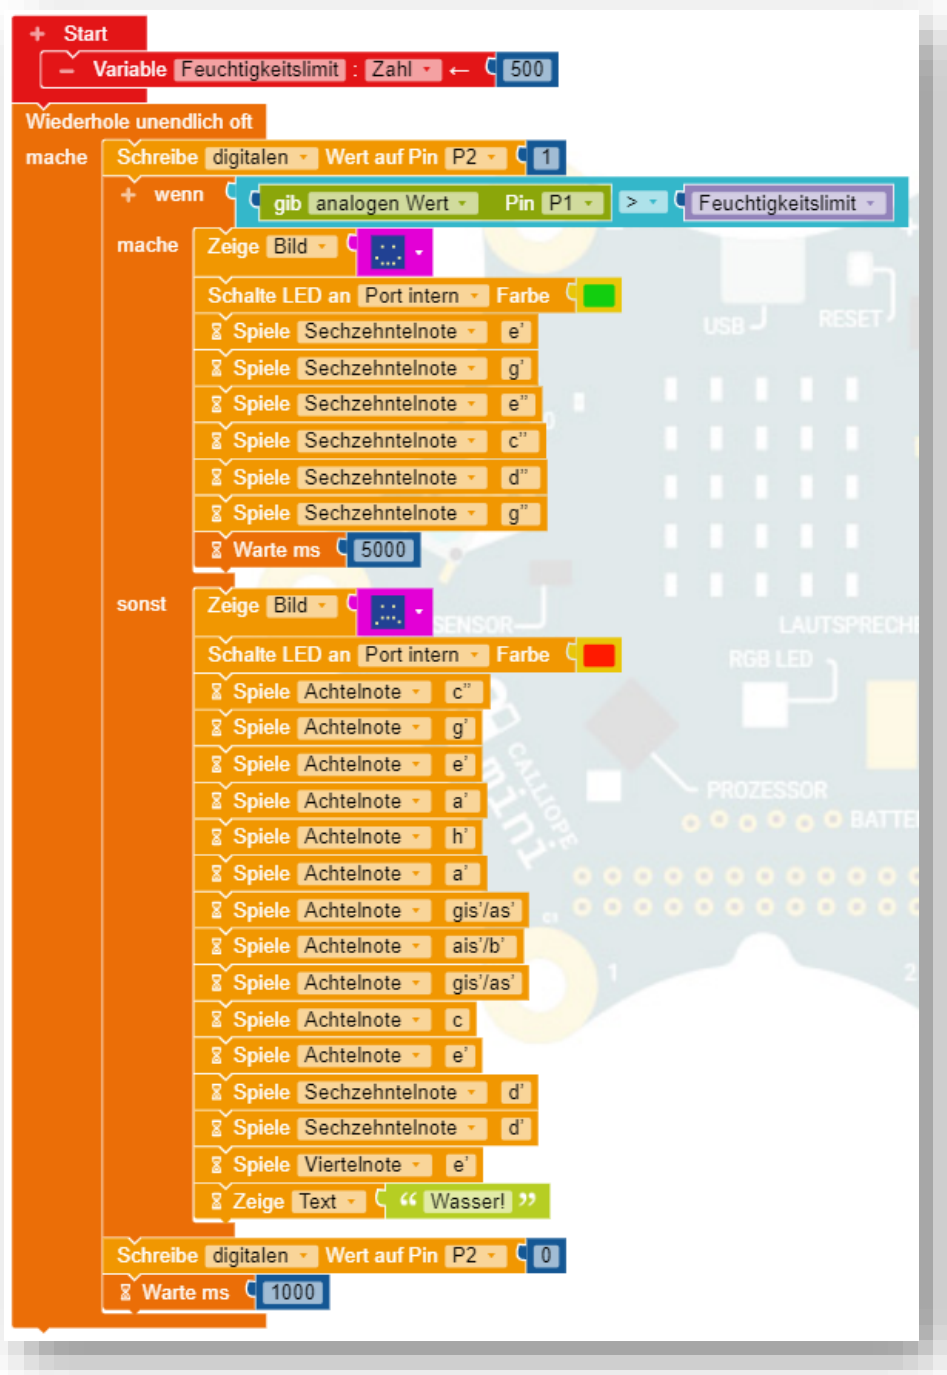 + Start
– Variable Feuchtigkeitslimit : Zahl ← 500
Wiederhole unendlich oft
mache Schreibe digitalen Wert auf Pin P2 1
+ wenn gib analogen Wert Pin P1 > Feuchtigkeitslimit
mache Zeige Bild
Schalte LED an Port intern Farbe
USB
RESET
Spiele Sechzehntelnote e’
Spiele Sechzehntelnote g’
Spiele Sechzehntelnote e”
Spiele Sechzehntelnote c”
Spiele Sechzehntelnote d”
Spiele Sechzehntelnote g”
Warte ms 5000
sonst Zeige Bild
SENSOR
LAUTSPRECHE
Schalte LED an Port intern Farbe
RGB LED
Spiele Achtelnote c”
Spiele Achtelnote g’
Spiele Achtelnote e’
CALLIOPE
mini
PROZESSOR
Spiele Achtelnote a’
BATTE
Spiele Achtelnote h’
Spiele Achtelnote a’
Spiele Achtelnote gis’/as’
Spiele Achtelnote ais’/b’
1
2
Spiele Achtelnote gis’/as’
Spiele Achtelnote c
Spiele Achtelnote e’
Spiele Sechzehntelnote d’
Spiele Sechzehntelnote d’
Spiele Viertelnote e’
Zeige Text “ Wasser! ”
Schreibe digitalen Wert auf Pin P2 0
Warte ms 1000